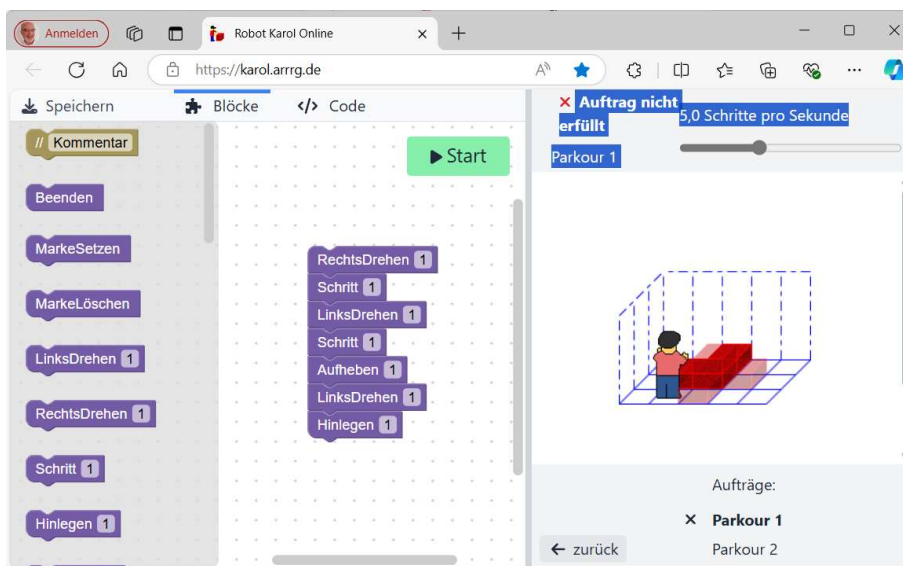 Anmelden
Robot Karol Online
https://karol.arrrg.de
Speichern
Blöcke
</> Code
// Kommentar
Beenden
MarkeSetzen
MarkeLöschen
LinksDrehen 1
RechtsDrehen 1
Schritt 1
Hinlegen 1
Start
RechtsDrehen 1
Schritt 1
LinksDrehen 1
Schritt 1
Aufheben 1
LinksDrehen 1
Hinlegen 1
Auftrag nicht
erfüllt
Parkour 1
5,0 Schritte pro Sekunde
Aufträge:
Parkour 1
Parkour 2
zurück